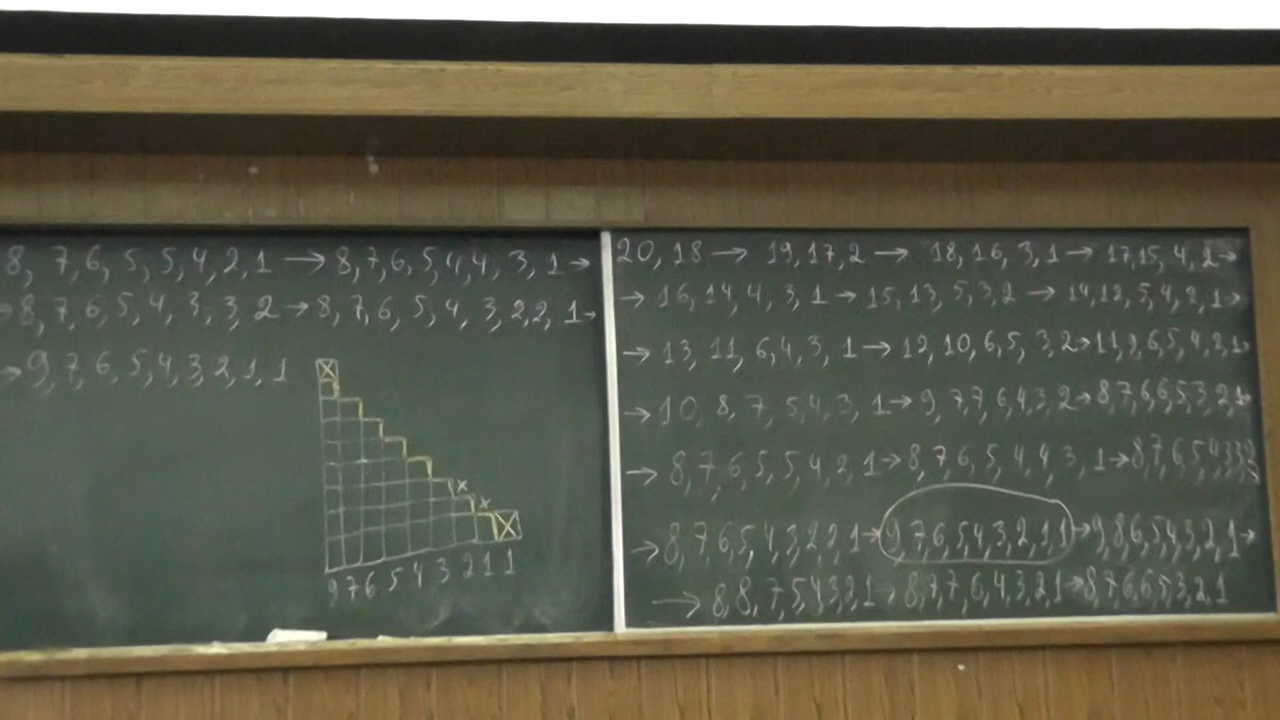 8, 7, 6, 5, 5, 4, 2, 1 → 8, 7, 6, 5, 4, 4, 3, 1 →
→ 8, 7, 6, 5, 4, 3, 3, 2 → 8, 7, 6, 5, 4, 3, 2, 2, 1 →
→ 9, 7, 6, 5, 4, 3, 2, 1, 1
9 7 6 5 4 3 2 1 1
20, 18 → 19, 17, 2 → 18, 16, 3, 1 → 17, 15, 4, 2 →
→ 16, 14, 4, 3, 1 → 15, 13, 5, 3, 2 → 14, 12, 5, 4, 2, 1 →
→ 13, 11, 6, 4, 3, 1 → 12, 10, 6, 5, 3, 2 → 11, 9, 6, 5, 4, 2, 1 →
→ 10, 8, 7, 5, 4, 3, 1 → 9, 7, 7, 6, 4, 3, 2 → 8, 7, 6, 6, 5, 3, 2, 1 →
→ 8, 7, 6, 5, 5, 4, 2, 1 → 8, 7, 6, 5, 4, 4, 3, 1 → 8, 7, 6, 5, 4, 3, 3, 2
→ 8, 7, 6, 5, 4, 3, 2, 2, 1 → 9, 7, 6, 5, 4, 3, 2, 1, 1 → 9, 8, 6, 5, 4, 3, 2, 1 →
→ 8, 8, 7, 5, 4, 3, 2, 1 → 8, 7, 7, 6, 4, 3, 2, 1 → 8, 7, 6, 6, 5, 3, 2, 1